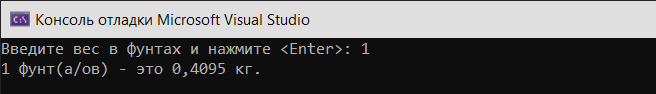 Консоль отладки Microsoft Visual Studio
Введите вес в фунтах и нажмите <Enter>: 1
1 фунт(а/ов) - это 0,4095 кг.